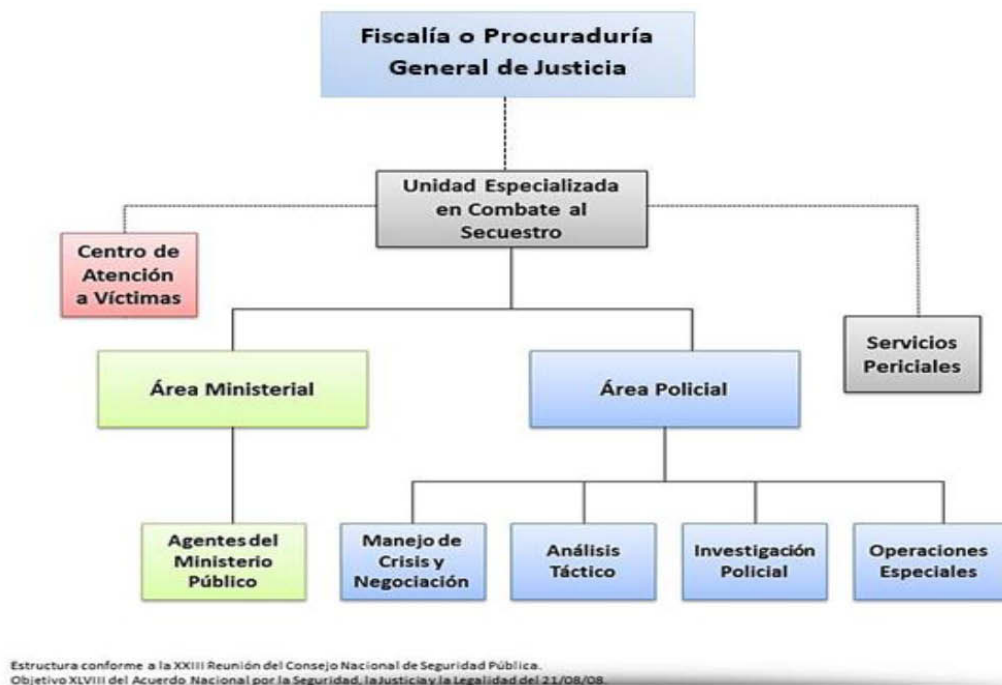 Fiscalía o Procuraduría
General de Justicia
Unidad Especializada
en Combate al
Secuestro
Centro de
Atención
a Víctimas
Servicios
Periciales
Área Ministerial
Área Policial
Agentes del
Ministerio
Público
Manejo de
Crisis y
Negociación
Análisis
Táctico
Investigación
Policial
Operaciones
Especiales
Estructura conforme a la XXIII Reunión del Consejo Nacional de Seguridad Pública.
Objetivo XLVIII del Acuerdo Nacional por la Seguridad, la Justicia y la Legalidad del 21/08/08.